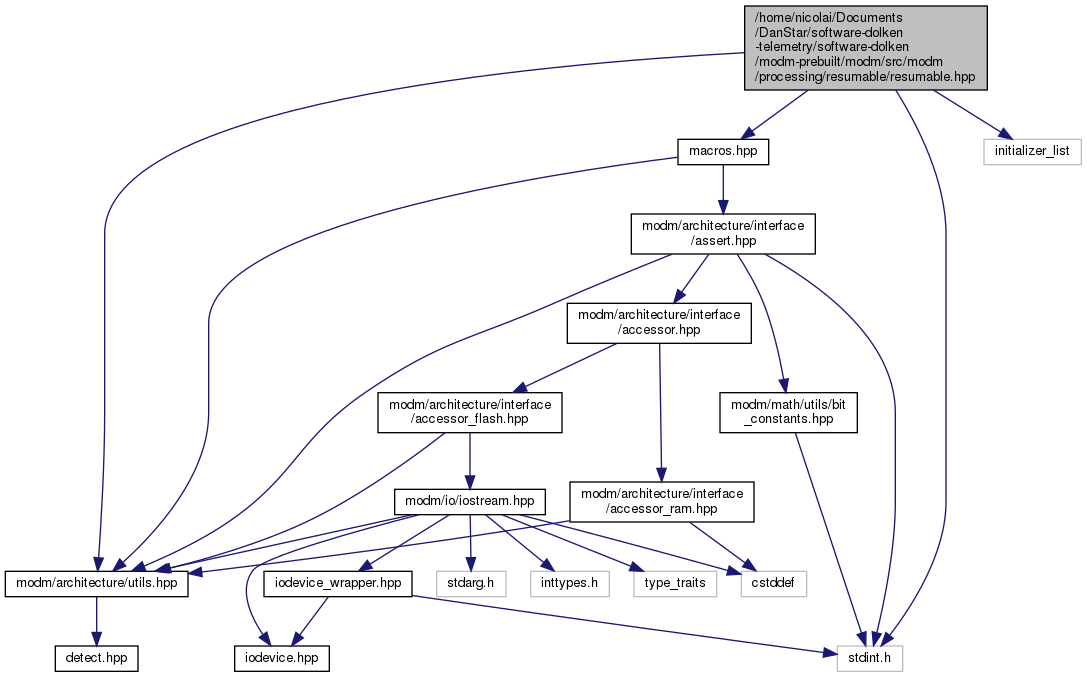 /home/nicolai/Documents
/DanStar/software-dolken
-telemetry/software-dolken
/modm-prebuilt/modm/src/modm
/processing/resumable/resumable.hpp
macros.hpp
initializer_list
modm/architecture/interface
/assert.hpp
modm/architecture/interface
/accessor.hpp
modm/architecture/interface
/accessor_flash.hpp
modm/math/utils/bit
_constants.hpp
modm/io/iostream.hpp
modm/architecture/interface
/accessor_ram.hpp
modm/architecture/utils.hpp
iodevice_wrapper.hpp
stdarg.h
inttypes.h
type_traits
cstddef
detect.hpp
iodevice.hpp
stdint.h